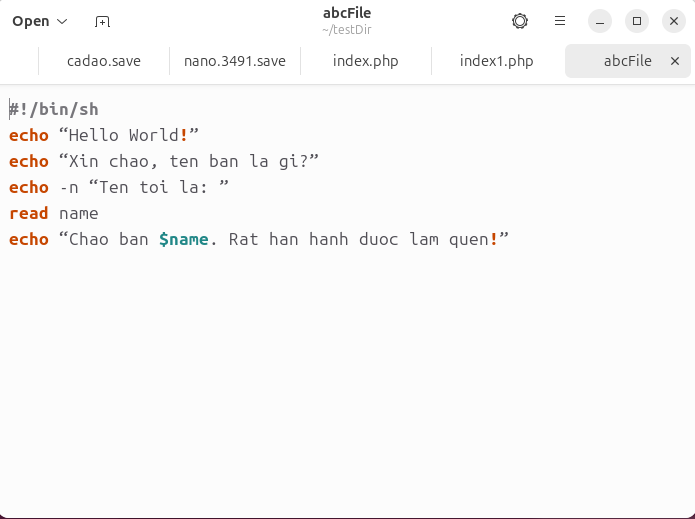 Open
abcFile
~/testDir
cadao.save
nano.3491.save
index.php
index1.php
abcFile
#!/bin/sh
echo “Hello World!”
echo “Xin chao, ten ban la gi?”
echo -n “Ten toi la: ”
read name
echo “Chao ban $name. Rat han hanh duoc lam quen!”